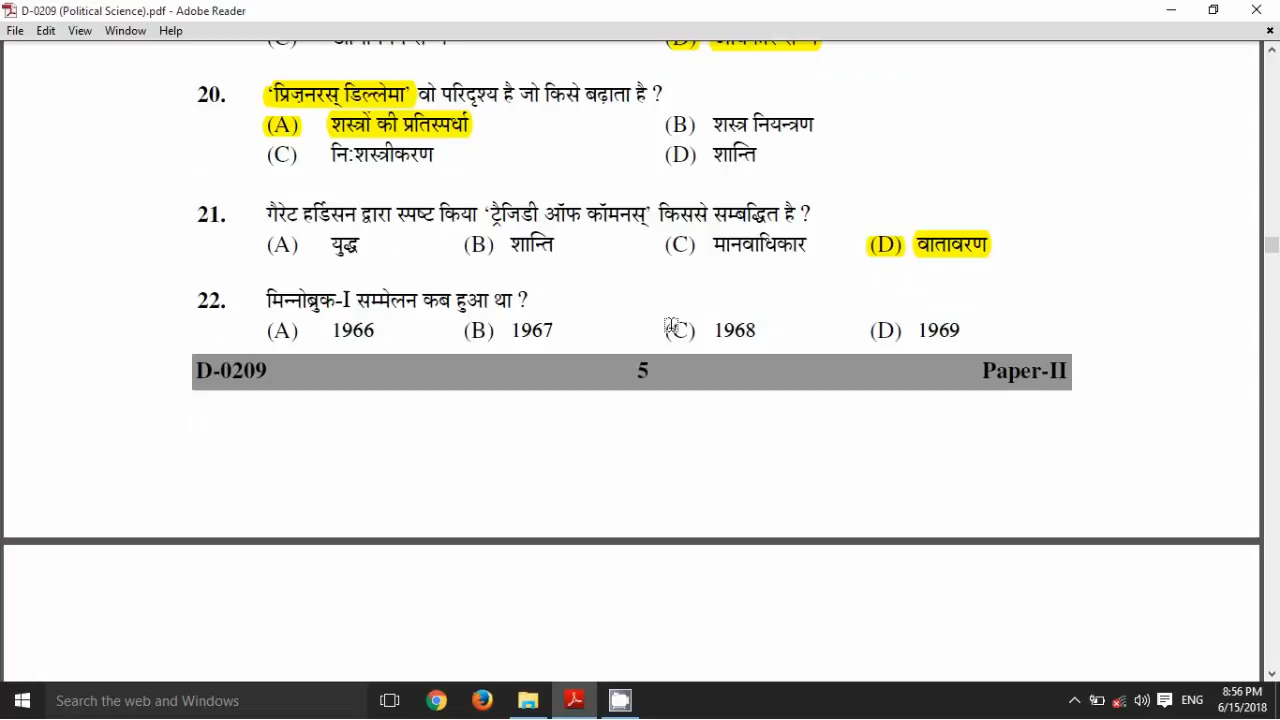 D-0209 (Political Science).pdf - Adobe Reader
File Edit View Window Help
20. ‘प्रिज़नरस् डिल्लेमा’ वो परिदृश्य है जो किसे बढ़ाता है ?
(A) शस्त्रों की प्रतिस्पर्धा (B) शस्त्र नियन्त्रण
(C) नि:शस्त्रीकरण (D) शान्ति
21. गैरेट हर्डिसन द्वारा स्पष्ट किया ‘ट्रैजिडी ऑफ कॉमनस्’ किससे सम्बद्धित है ?
(A) युद्ध (B) शान्ति (C) मानवाधिकार (D) वातावरण
22. मिन्नोब्रुक-I सम्मेलन कब हुआ था ?
(A) 1966 (B) 1967 (C) 1968 (D) 1969
D-0209 5 Paper-II
Search the web and Windows
ENG
8:56 PM
6/15/2018